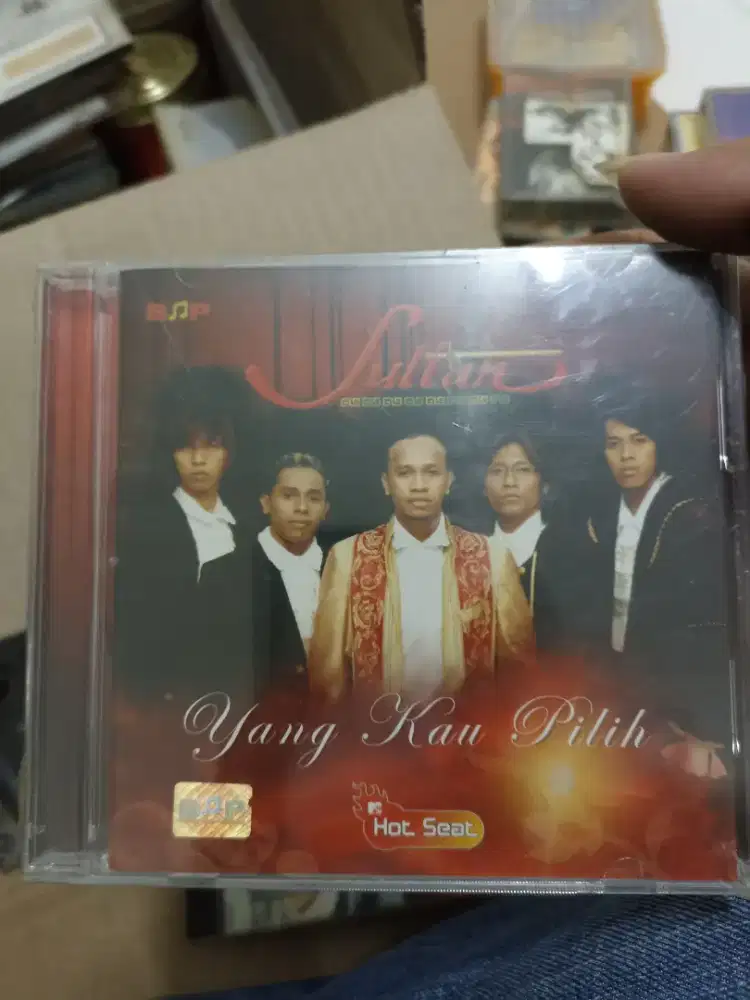 BAP
Sultan
Yang Kau Pilih
BAP
Hot Seat